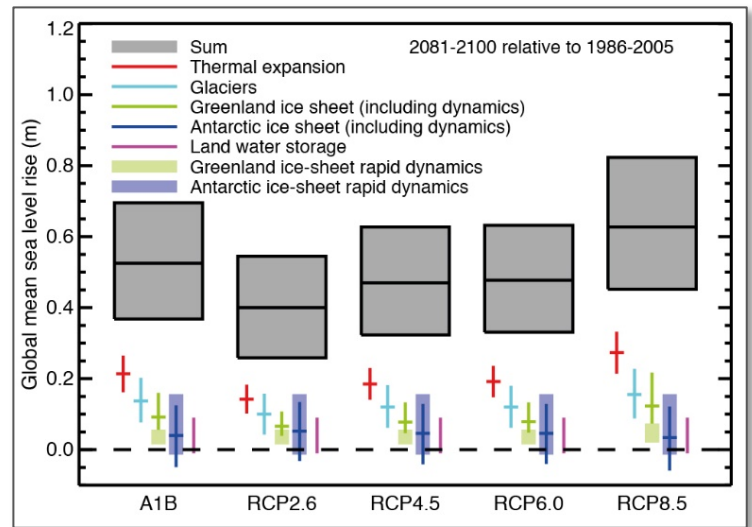 1.2
1.0
0.8
0.6
0.4
0.2
0.0
Global mean sea level rise (m)
Sum
2081-2100 relative to 1986-2005
Thermal expansion
Glaciers
Greenland ice sheet (including dynamics)
Antarctic ice sheet (including dynamics)
Land water storage
Greenland ice-sheet rapid dynamics
Antarctic ice-sheet rapid dynamics
A1B
RCP2.6
RCP4.5
RCP6.0
RCP8.5